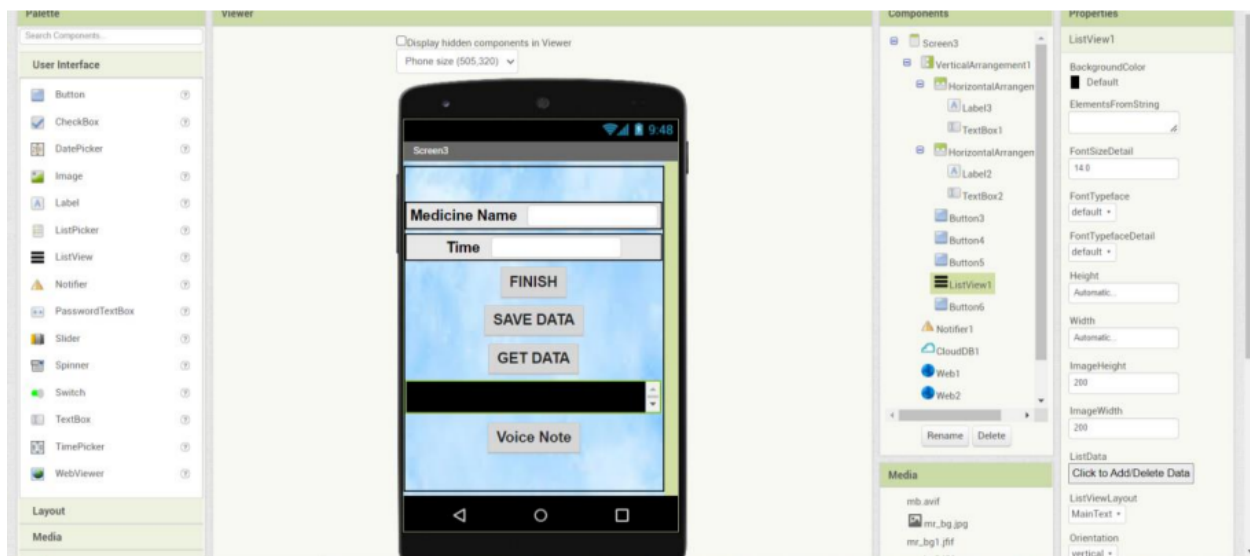 Palette
Search Components...
User Interface
Button
CheckBox
DatePicker
Image
Label
ListPicker
ListView
Notifier
PasswordTextBox
Slider
Spinner
Switch
TextBox
TimePicker
WebViewer
Layout
Media
Viewer
Display hidden components in Viewer
Phone size (505,320)
9:48
Screen3
Medicine Name
Time
FINISH
SAVE DATA
GET DATA
Voice Note
Components
Screen3
VerticalArrangement1
HorizontalArrangen
Label3
TextBox1
HorizontalArrangen
Label2
TextBox2
Button3
Button4
Button5
ListView1
Button6
Notifier1
CloudDB1
Web1
Web2
Rename Delete
Media
mb.avif
mr_bg.jpg
mr_bg1.jfif
Properties
ListView1
BackgroundColor
Default
ElementsFromString
FontSizeDetail
14.0
FontTypeface
default
FontTypefaceDetail
default
Height
Automatic...
Width
Automatic...
ImageHeight
200
ImageWidth
200
ListData
Click to Add/Delete Data
ListViewLayout
MainText
Orientation
vertical